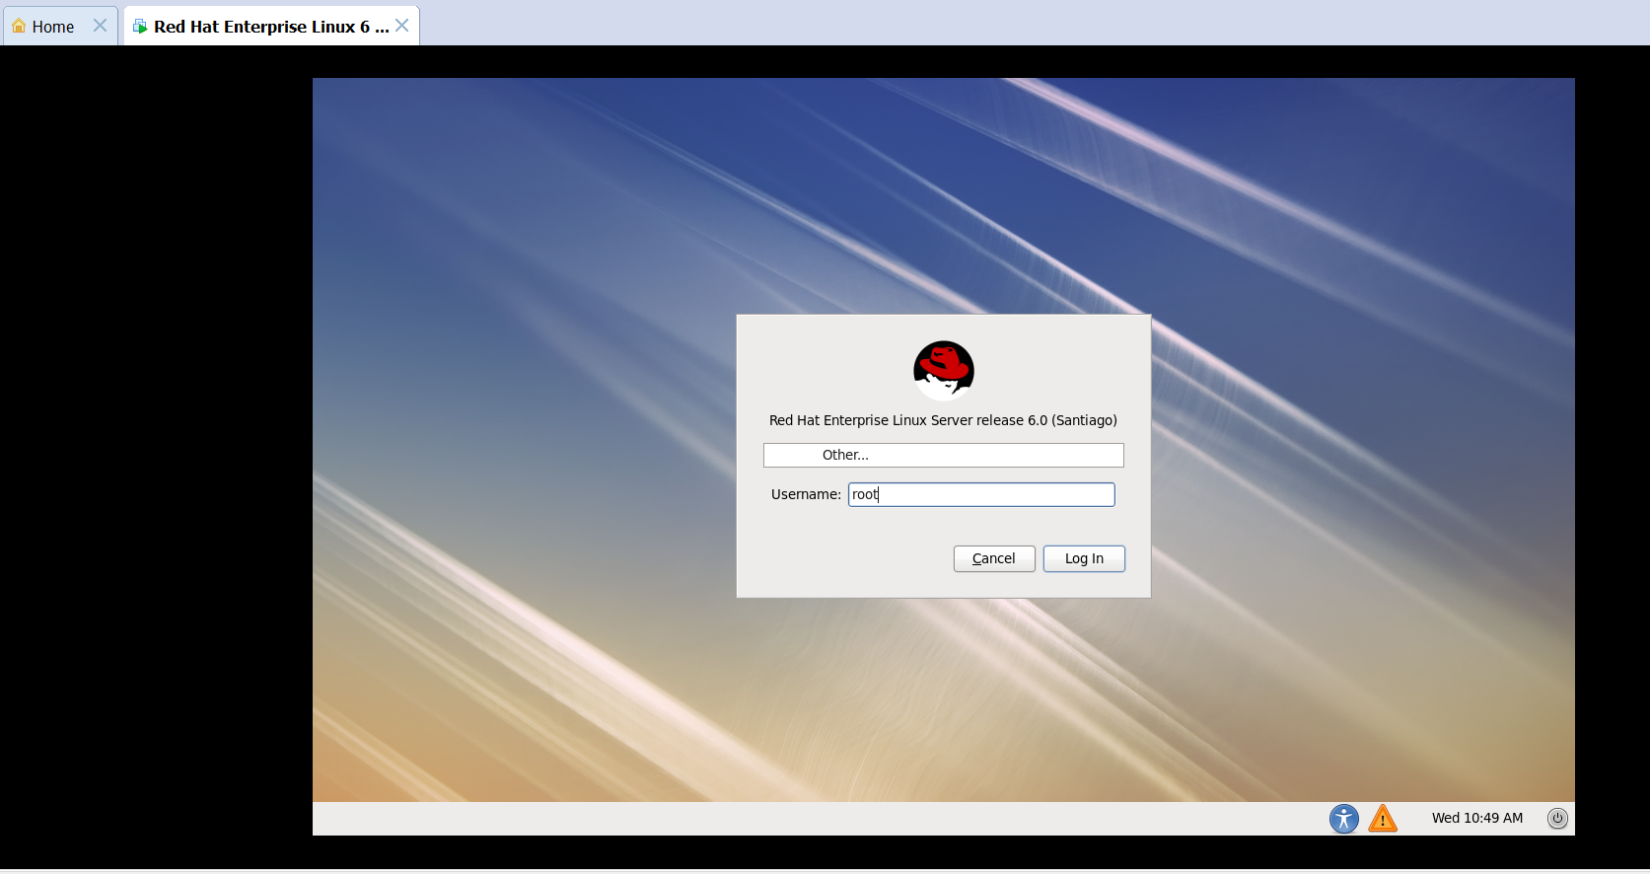 Home
Red Hat Enterprise Linux 6 ...
Red Hat Enterprise Linux Server release 6.0 (Santiago)
Other...
Username: root
Cancel Log In
Wed 10:49 AM